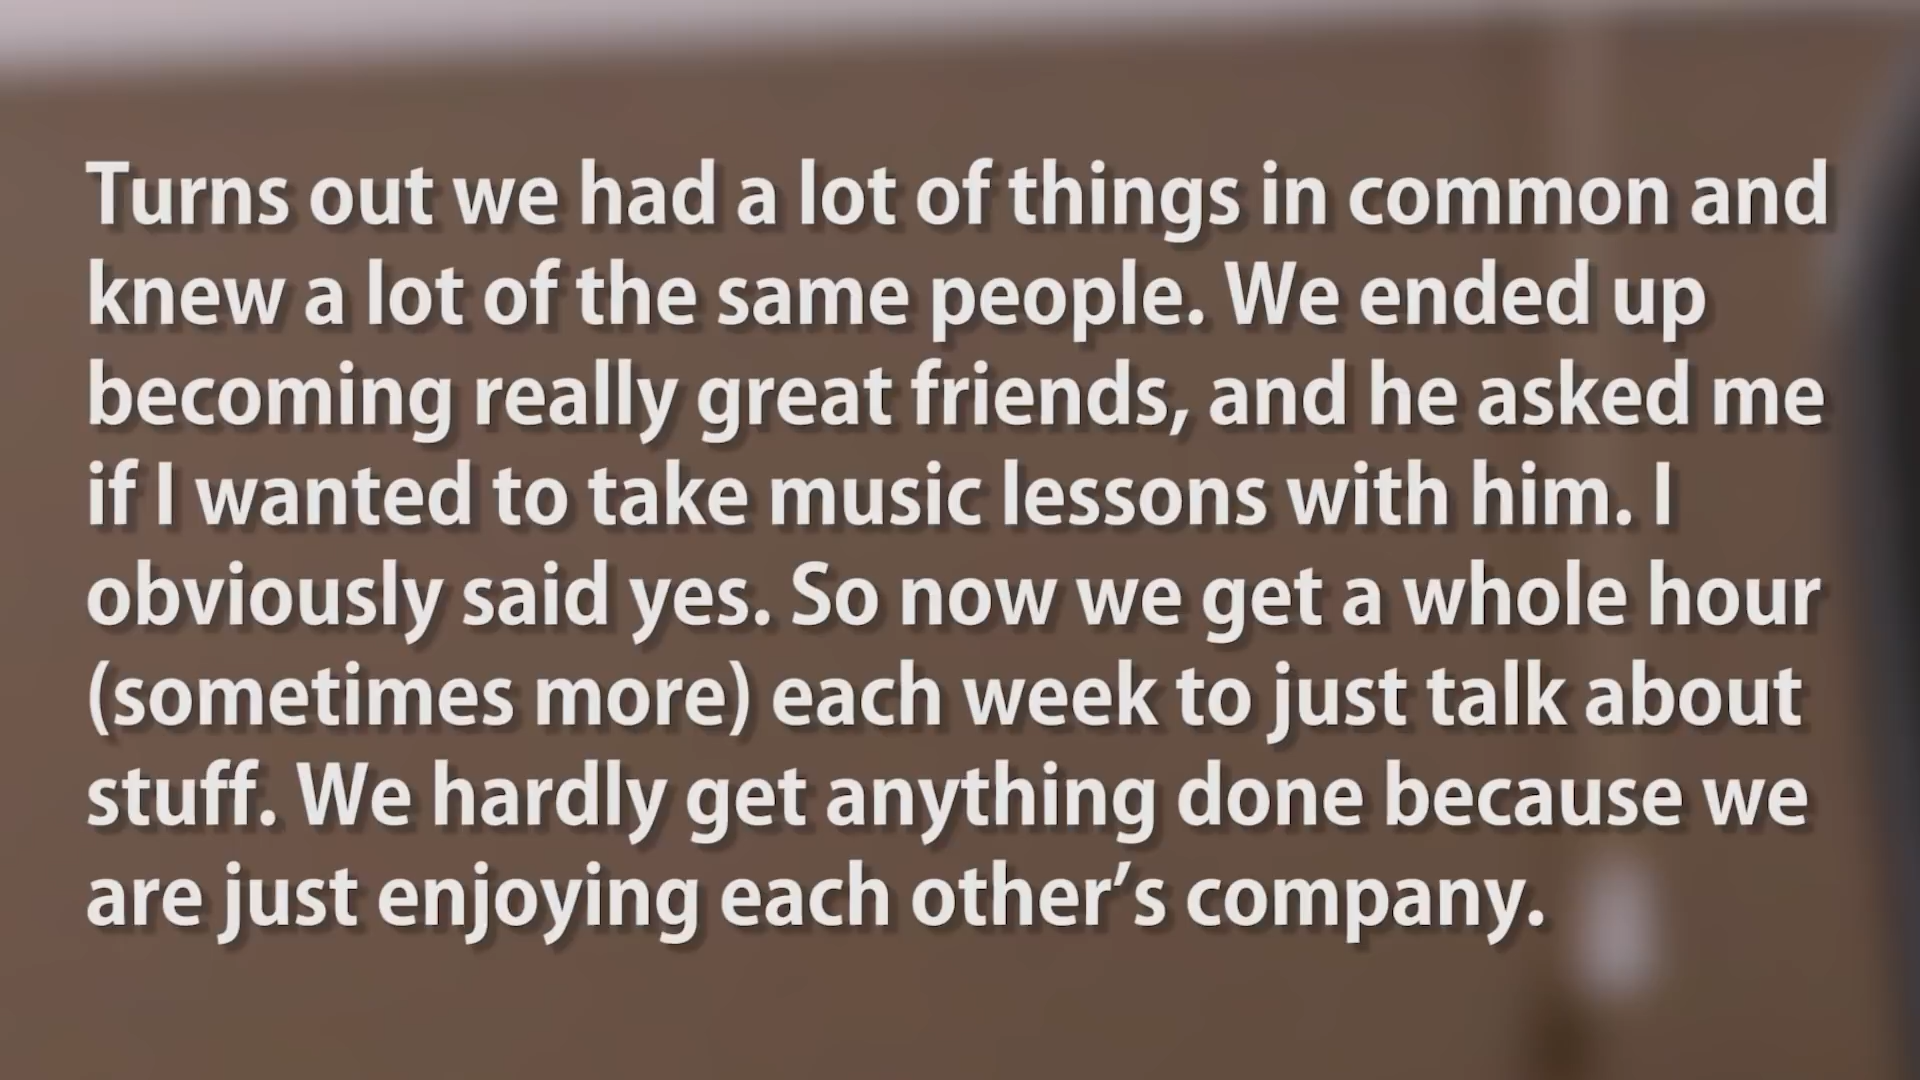 Turns out we had a lot of things in common and
knew a lot of the same people. We ended up
becoming really great friends, and he asked me
if I wanted to take music lessons with him. I
obviously said yes. So now we get a whole hour
(sometimes more) each week to just talk about
stuff. We hardly get anything done because we
are just enjoying each other’s company.